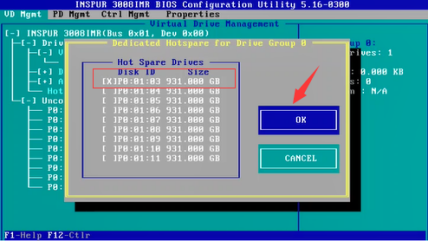 INSPUR 3008IMR BIOS Configuration Utility 5.16-0300
VD Mgmt PD Mgmt Ctrl Mgmt Properties
Virtual Drive Management
[-] INSPUR 3008IMR(Bus 0x01, Dev 0x00)
Dedicated Hotspare for Drive Group 0
Hot Spare Drives
Disk ID Size
[X]P0:01:03 931.000 GB
[ ]P0:01:04 931.000 GB
[ ]P0:01:05 931.000 GB
[ ]P0:01:06 931.000 GB
[ ]P0:01:07 931.000 GB
[ ]P0:01:08 931.000 GB
[ ]P0:01:09 931.000 GB
[ ]P0:01:10 931.000 GB
[ ]P0:01:11 931.000 GB
OK
CANCEL
[-] Driv
[-] V
[+] D
[+] A
Hot
[-] Unco
P0:
P0:
P0:
P0:
P0:
P0:
P0:
p 0:
ives: 1
0.000 KB
: 0
: N/A
F1-Help F12-Ctlr